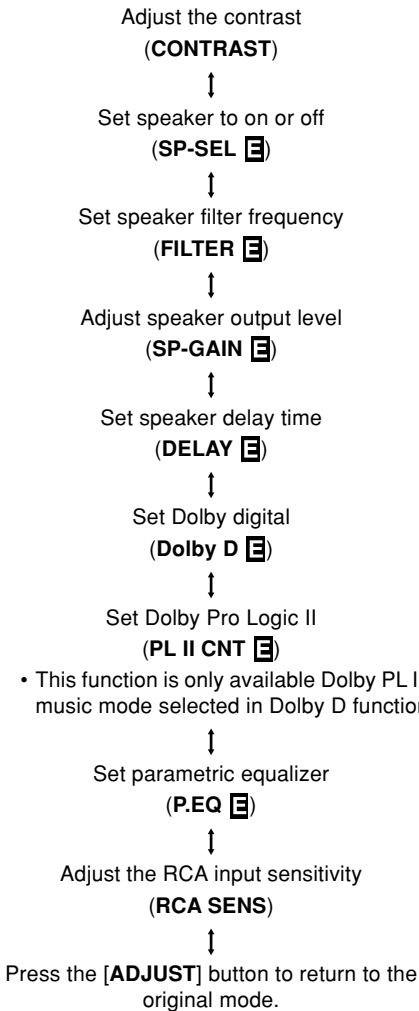 Adjust the contrast
(CONTRAST)
Set speaker to on or off
(SP-SEL E)
Set speaker filter frequency
(FILTER E)
Adjust speaker output level
(SP-GAIN E)
Set speaker delay time
(DELAY E)
Set Dolby digital
(Dolby D E)
Set Dolby Pro Logic II
(PL II CNT E)
• This function is only available Dolby PL
music mode selected in Dolby D
Set parametric equalizer
(P.EQ E)
Adjust the RCA input sensitivity
(RCA SENS)
Press the [ADJUST] button to return to the
original mode.